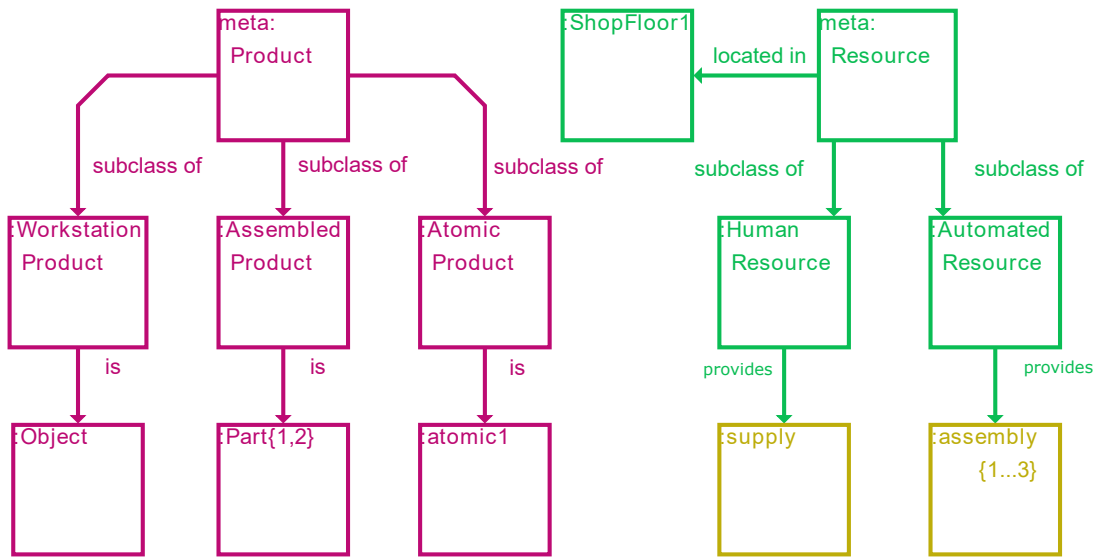 meta:
Product
:ShopFloor1
located in
meta:
Resource
subclass of
subclass of
subclass of
subclass of
subclass of
:Workstation
Product
:Assembled
Product
:Atomic
Product
:Human
Resource
:Automated
Resource
is
is
is
provides
provides
:Object
:Part{1,2}
:atomic1
:supply
:assembly
{1...3}